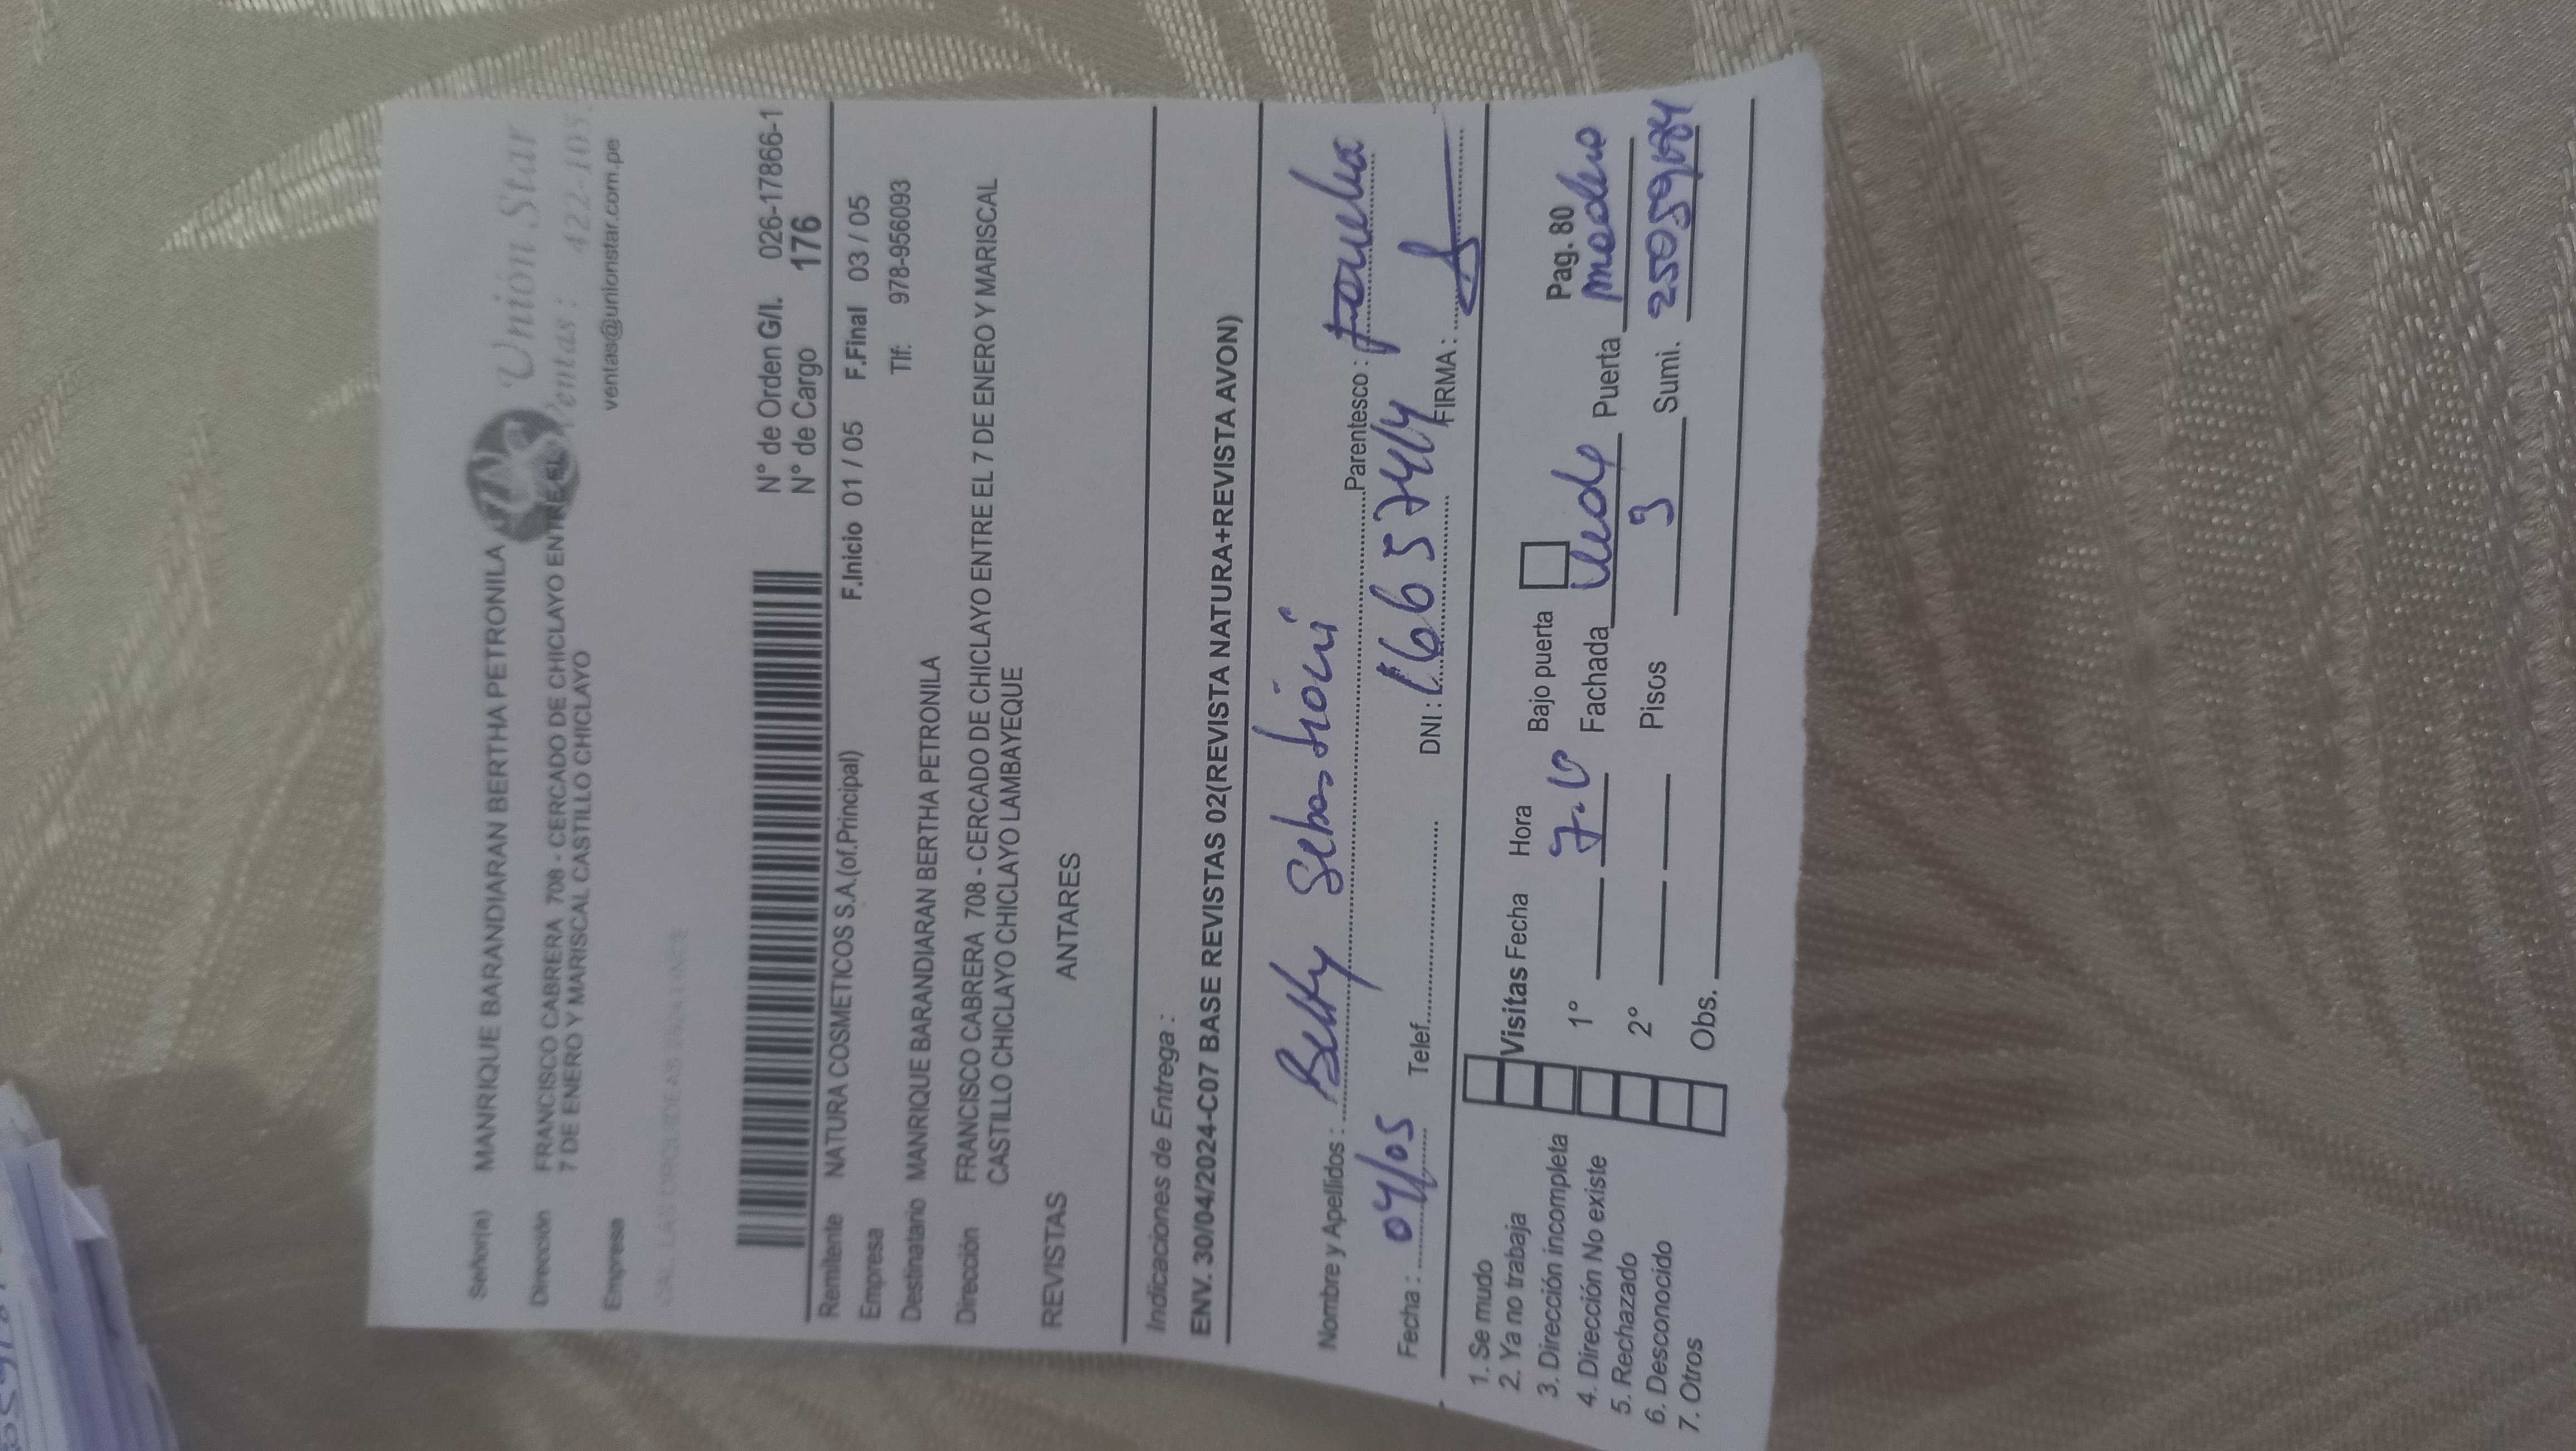 Señor(a) MANRIQUE BARANDIARAN BERTHA PETRONILA
Unión Star
Dirección FRANCISCO CABRERA 708 - CERCADO DE CHICLAYO ENTRE EL
Ventas : 422-105
7 DE ENERO Y MARISCAL CASTILLO CHICLAYO
ventas@unionstar.com.pe
Empresa
N° de Orden G/I. 026-17866-1
N° de Cargo 176
Remitente NATURA COSMETICOS S.A.(of.Principal)
F.Inicio 01 / 05 F.Final 03 / 05
Empresa
Destinatario MANRIQUE BARANDIARAN BERTHA PETRONILA
Tlf: 978-956093
Dirección FRANCISCO CABRERA 708 - CERCADO DE CHICLAYO ENTRE EL 7 DE ENERO Y MARISCAL
CASTILLO CHICLAYO CHICLAYO LAMBAYEQUE
REVISTAS ANTARES
Indicaciones de Entrega :
ENV. 30/04/2024-C07 BASE REVISTAS 02(REVISTA NATURA+REVISTA AVON)
Nombre y Apellidos : Betty Sebastiani Parentesco :
Fecha : 04/05 Telef. DNI : 16657414 FIRMA :
1. Se mudo
2. Ya no trabaja
3. Dirección incompleta
4. Dirección No existe
5. Rechazado
6. Desconocido
7. Otros
Visitas Fecha Hora Bajo puerta Pag. 80
1° Fachada Puerta madera
2° Pisos 3 Sumi.
Obs.